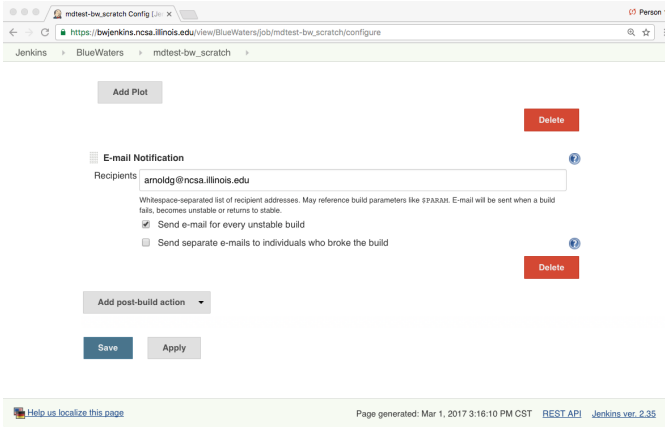 mdtest-bw_scratch Config [Je
Person
https://bwjenkins.ncsa.illinois.edu/view/BlueWaters/job/mdtest-bw_scratch/configure
Jenkins BlueWaters mdtest-bw_scratch
Add Plot
Delete
E-mail Notification
Recipients arnoldg@ncsa.illinois.edu
Whitespace-separated list of recipient addresses. May reference build parameters like $PARAM. E-mail will be sent when a build
fails, becomes unstable or returns to stable.
Send e-mail for every unstable build
Send separate e-mails to individuals who broke the build
Delete
Add post-build action
Save Apply
Help us localize this page Page generated: Mar 1, 2017 3:16:10 PM CST REST API Jenkins ver. 2.35